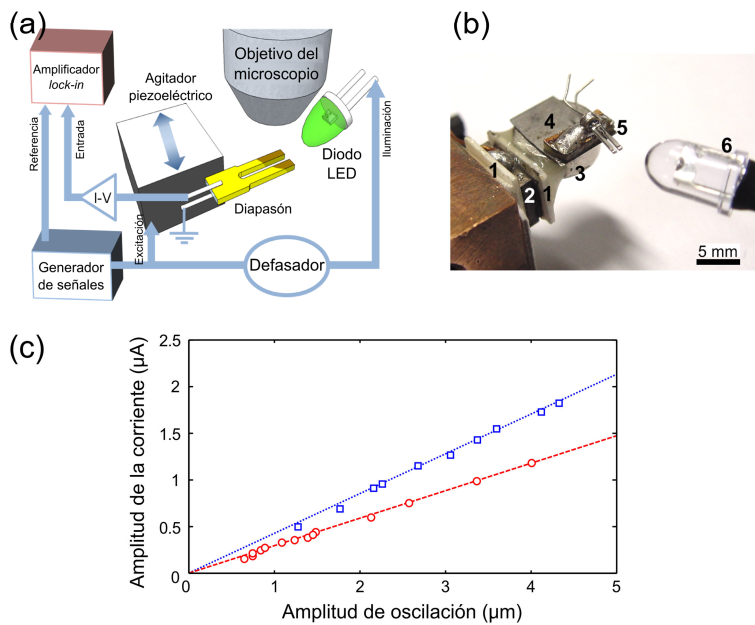 (a)
Amplificador
lock-in
Agitador
piezoeléctrico
Objetivo del
microscopio
Diodo
LED
Iluminación
Referencia
Entrada
I-V
Diapasón
Excitación
Generador
de señales
Defasador
(b)
4
5
6
1
2
1
3
5 mm
(c)
Amplitud de la corriente (µA)
2.5
2
1.5
1
0.5
0
0
1
2
3
4
5
Amplitud de oscilación (µm)